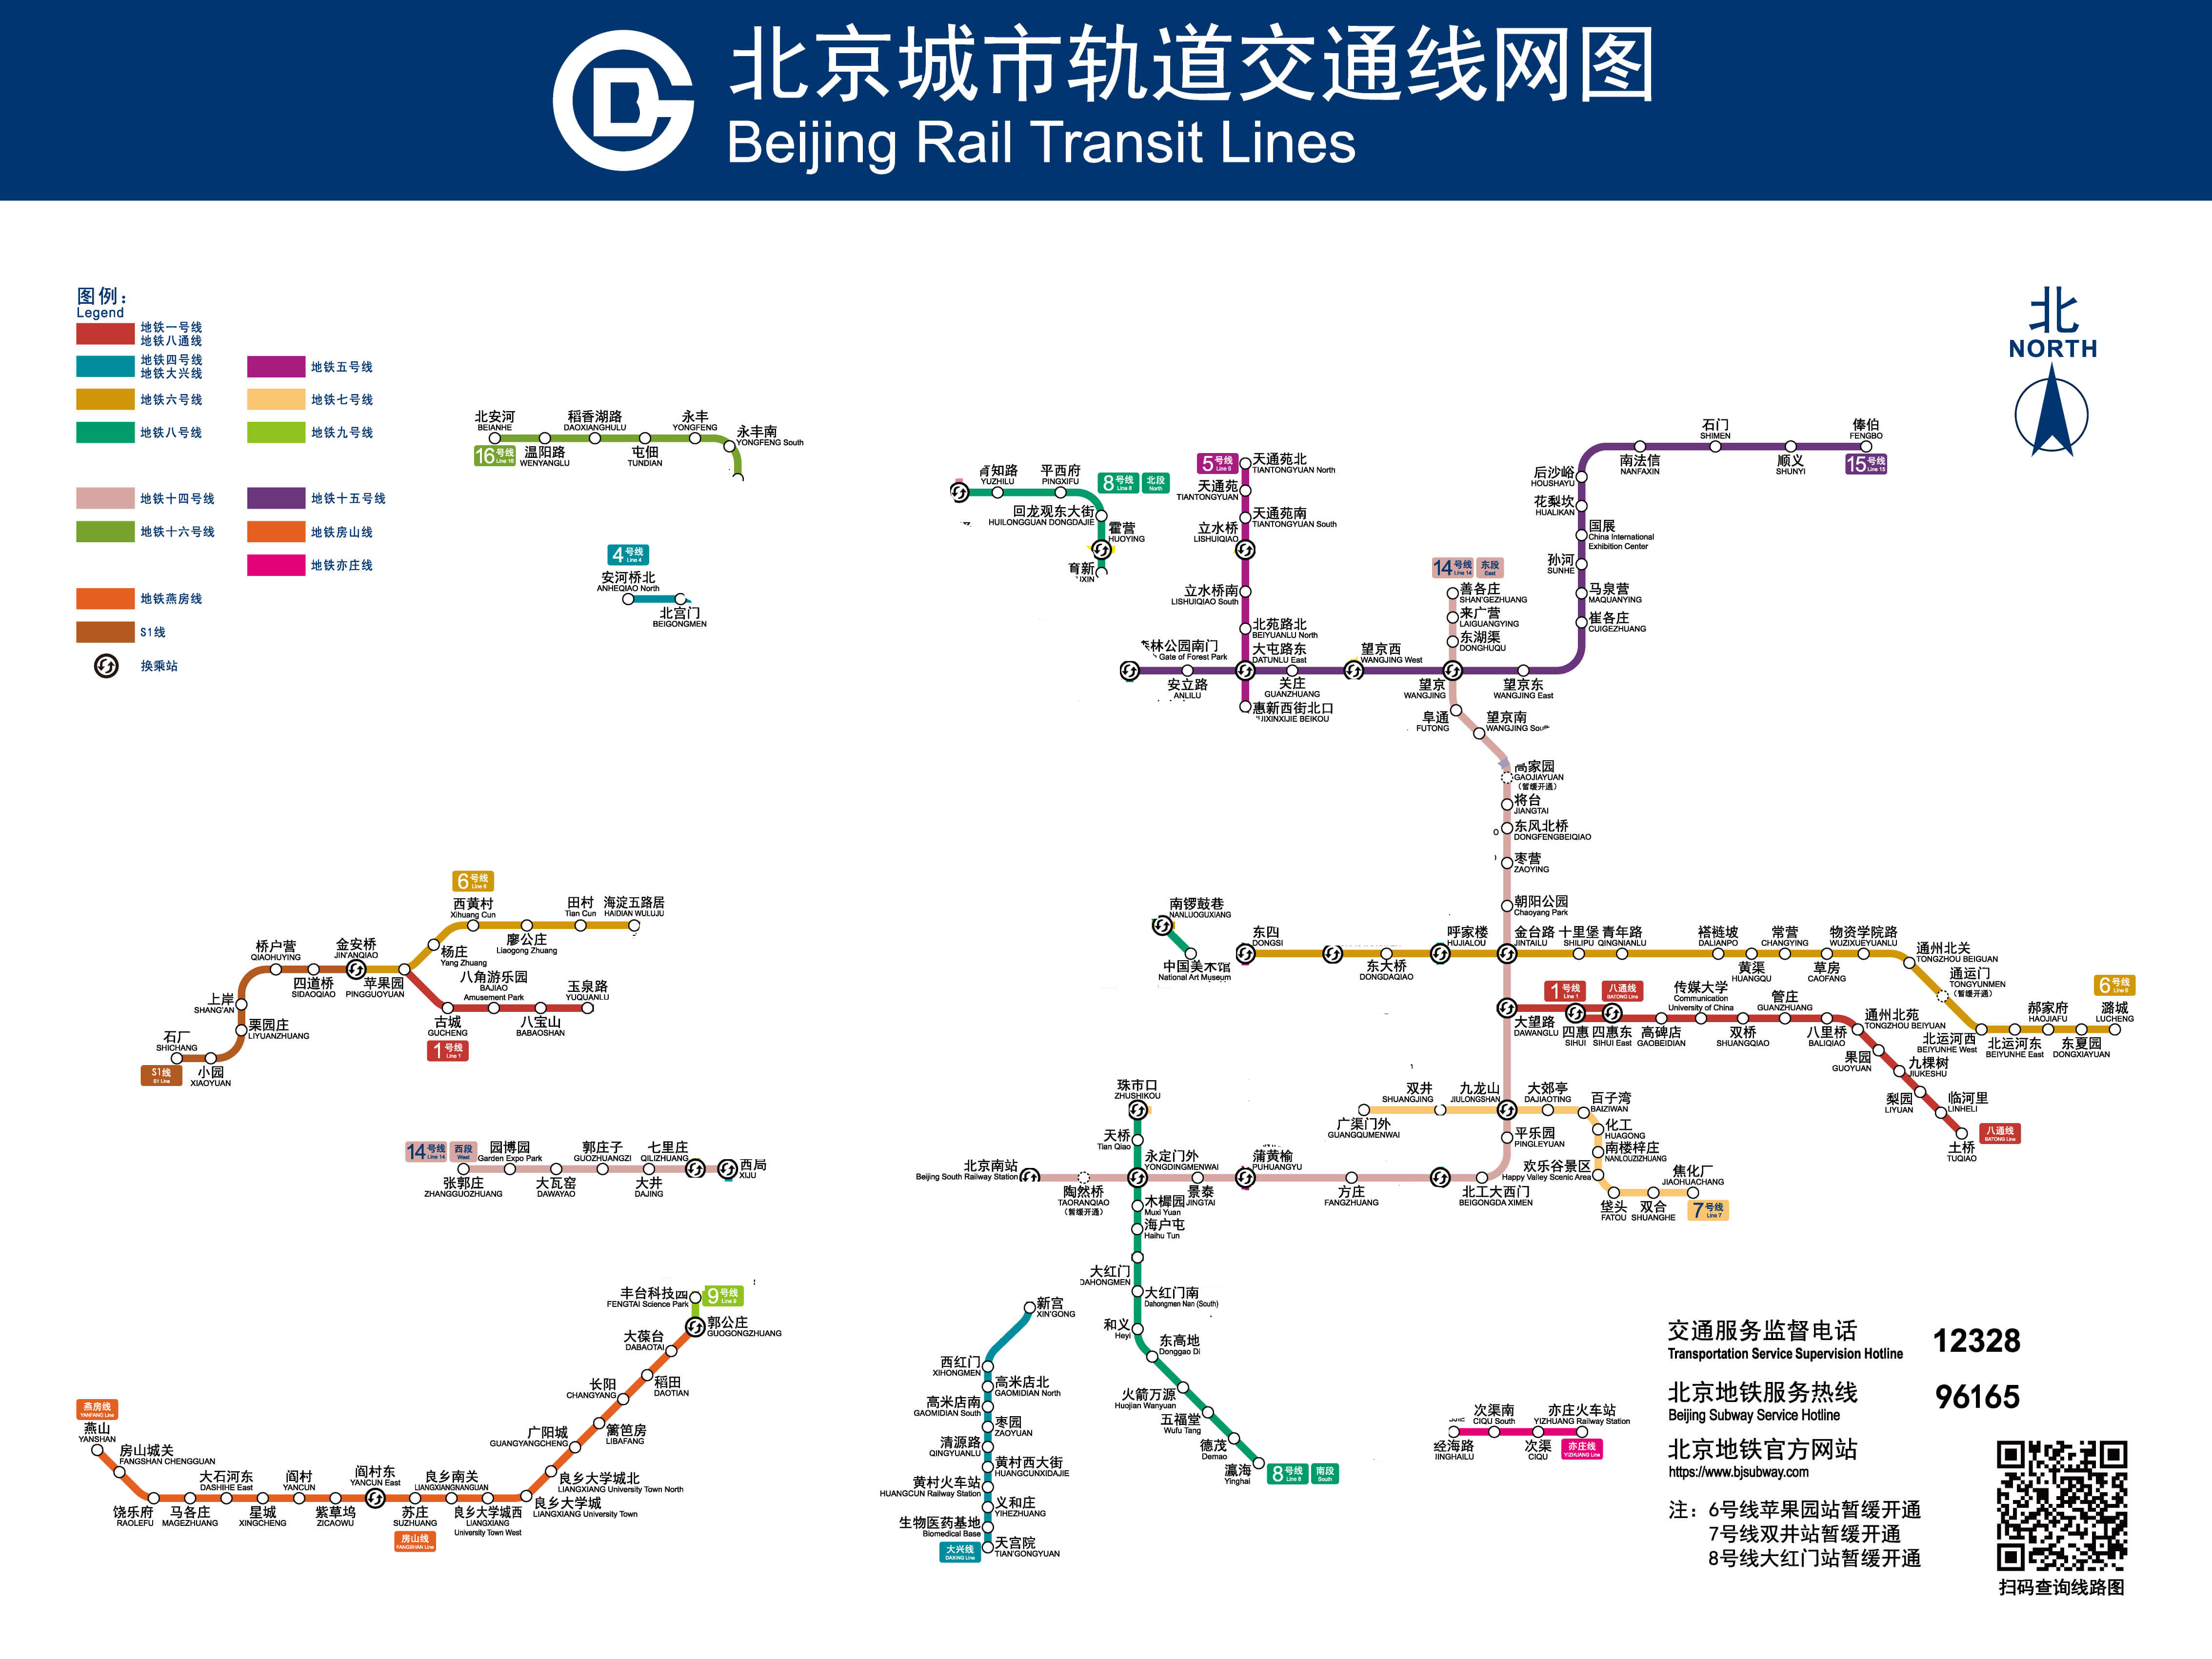 北京城市轨道交通线网图
Beijing Rail Transit Lines
图例：
Legend
地铁一号线
地铁八通线
地铁四号线
地铁大兴线
地铁五号线
地铁六号线
地铁七号线
地铁八号线
地铁九号线
地铁十四号线
地铁十五号线
地铁十六号线
地铁房山线
地铁亦庄线
地铁燕房线
S1线
换乘站
北
NORTH
北安河
BEIANHE
16号线
Line 16
温阳路
WENYANGLU
稻香湖路
DAOXIANGHULU
屯佃
TUNDIAN
永丰
YONGFENG
永丰南
YONGFENG South
4号线
Line 4
安河桥北
ANHEQIAO North
北宫门
BEIGONGMEN
知路
YUZHILU
平西府
PINGXIFU
8号线
Line 8
北段
North
回龙观东大街
HUILONGGUAN DONGDAJIE
霍营
HUOYING
育新
IXIN
5号线
Line 5
天通苑北
TIANTONGYUAN North
天通苑
TIANTONGYUAN
天通苑南
TIANTONGYUAN South
立水桥
LISHUIQIAO
立水桥南
LISHUIQIAO South
北苑路北
BEIYUANLU North
大屯路东
DATUNLU East
惠新西街北口
UIXINXIJIE BEIKOU
林公园南门
Gate of Forest Park
安立路
ANLILU
关庄
GUANZHUANG
望京西
WANGJING West
望京
WANGJING
望京东
WANGJING East
崔各庄
CUIGEZHUANG
马泉营
MAQUANYING
孙河
SUNHE
国展
China International
Exhibition Center
花梨坎
HUALIKAN
后沙峪
HOUSHAYU
南法信
NANFAXIN
石门
SHIMEN
顺义
SHUNYI
俸伯
FENGBO
15号线
Line 15
14号线
Line 14
东段
East
善各庄
SHAN'GEZHUANG
来广营
LAIGUANGYING
东湖渠
DONGHUQU
阜通
FUTONG
望京南
WANGJING Sou
高家园
GAOJIAYUAN
（暂缓开通）
将台
JIANGTAI
东风北桥
DONGFENGBEIQIAO
枣营
ZAOYING
朝阳公园
Chaoyang Park
6号线
Line 6
西黄村
Xihuang Cun
田村
Tian Cun
海淀五路居
HAIDIAN WULUJU
廖公庄
Liaogong Zhuang
杨庄
Yang Zhuang
桥户营
QIAOHUYING
金安桥
JIN'ANQIAO
四道桥
SIDAOQIAO
苹果园
PINGGUOYUAN
八角游乐园
BAJIAO
Amusement Park
玉泉路
YUQUANLU
古城
GUCHENG
八宝山
BABAOSHAN
1号线
Line 1
上岸
SHANG'AN
栗园庄
LIYUANZHUANG
石厂
SHICHANG
小园
XIAOYUAN
S1线
S1 Line
南锣鼓巷
NANLUOGUXIANG
中国美术馆
National Art Museum
东四
DONGSI
东大桥
DONGDAQIAO
呼家楼
HUJIALOU
金台路
JINTAILU
十里堡
SHILIPU
青年路
QINGNIANLU
褡裢坡
DALIANPO
黄渠
HUANGQU
常营
CHANGYING
草房
CAOFANG
物资学院路
WUZIXUEYUANLU
通州北关
TONGZHOU BEIGUAN
通运门
TONGYUNMEN
（暂缓开通）
北运河西
BEIYUNHE West
北运河东
BEIYUNHE East
郝家府
HAOJIAFU
东夏园
DONGXIAYUAN
潞城
LUCHENG
6号线
Line 6
大望路
DAWANGLU
1号线
Line 1
八通线
BATONG Line
四惠
SIHUI
四惠东
SIHUI East
高碑店
GAOBEIDIAN
传媒大学
Communication
University of China
双桥
SHUANGQIAO
管庄
GUANZHUANG
八里桥
BALIQIAO
通州北苑
TONGZHOU BEIYUAN
果园
GUOYUAN
九棵树
JIUKESHU
梨园
LIYUAN
临河里
LINHELI
土桥
TUQIAO
八通线
BATONG Line
双井
SHUANGJING
九龙山
JIULONGSHAN
大郊亭
DAJIAOTING
百子湾
BAIZIWAN
广渠门外
GUANGQUMENWAI
化工
HUAGONG
南楼梓庄
NANLOUZIZHUANG
欢乐谷景区
Happy Valley Scenic Area
垡头
FATOU
双合
SHUANGHE
焦化厂
JIAOHUACHANG
7号线
Line 7
平乐园
PINGLEYUAN
北工大西门
BEIGONGDA XIMEN
方庄
FANGZHUANG
蒲黄榆
PUHUANGYU
景泰
JINGTAI
永定门外
YONGDINGMENWAI
陶然桥
TAORANQIAO
（暂缓开通）
北京南站
Beijing South Railway Station
珠市口
ZHUSHIKOU
天桥
Tian Qiao
木樨园
Muxi Yuan
海户屯
Haihu Tun
大红门
DAHONGMEN
大红门南
Dahongmen Nan (South)
和义
Heyi
东高地
Donggao Di
火箭万源
Huojian Wanyuan
五福堂
Wufu Tang
德茂
Demao
瀛海
Yinghai
8号线
Line 8
南段
South
14号线
Line 14
西段
West
园博园
Garden Expo Park
郭庄子
GUOZHUANGZI
七里庄
QILIZHUANG
西局
XIJU
张郭庄
ZHANGGUOZHUANG
大瓦窑
DAWAYAO
大井
DAJING
丰台科技
FENGTAI Science Park
9号线
Line 9
郭公庄
GUOGONGZHUANG
大葆台
DABAOTAI
稻田
DAOTIAN
长阳
CHANGYANG
篱笆房
LIBAFANG
广阳城
GUANGYANGCHENG
良乡大学城北
LIANGXIANG University Town North
良乡大学城
LIANGXIANG University Town
良乡大学城西
LIANGXIANG
University Town West
良乡南关
LIANGXIANGNANGUAN
苏庄
SUZHUANG
房山线
FANGSHAN Line
阎村东
YANCUN East
紫草坞
ZICAOWU
阎村
YANCUN
星城
XINGCHENG
大石河东
DASHIHE East
马各庄
MAGEZHUANG
饶乐府
RAOLEFU
房山城关
FANGSHAN CHENGGUAN
燕山
YANSHAN
燕房线
YANFANG Line
新宫
XIN'GONG
西红门
XIHONGMEN
高米店北
GAOMIDIAN North
高米店南
GAOMIDIAN South
枣园
ZAOYUAN
清源路
QINGYUANLU
黄村西大街
HUANGCUNXIDAJIE
黄村火车站
HUANGCUN Railway Station
义和庄
YIHEZHUANG
生物医药基地
Biomedical Base
天宫院
TIAN'GONGYUAN
大兴线
DAXING Line
次渠南
CIQU South
亦庄火车站
YIZHUANG Railway Station
经海路
JINGHAILU
次渠
CIQU
亦庄线
YIZHUANG Line
交通服务监督电话
Transportation Service Supervision Hotline
12328
北京地铁服务热线
Beijing Subway Service Hotline
96165
北京地铁官方网站
https://www.bjsubway.com
注：6号线苹果园站暂缓开通
7号线双井站暂缓开通
8号线大红门站暂缓开通
扫码查询线路图